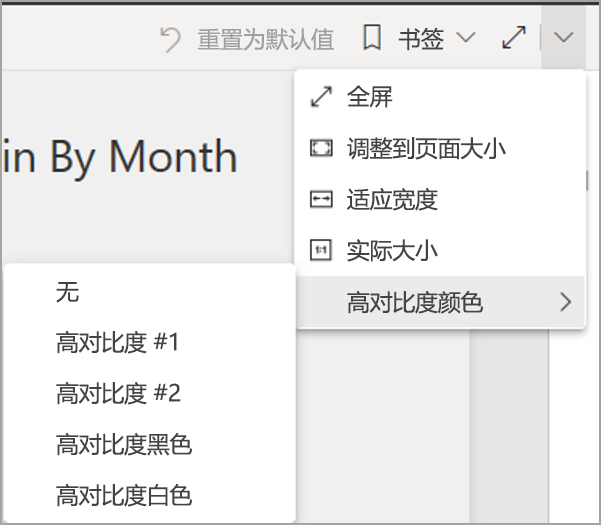 重置为默认值 书签
全屏
in By Month
调整到页面大小
适应宽度
1:1 实际大小
高对比度颜色
无
高对比度 #1
高对比度 #2
高对比度黑色
高对比度白色